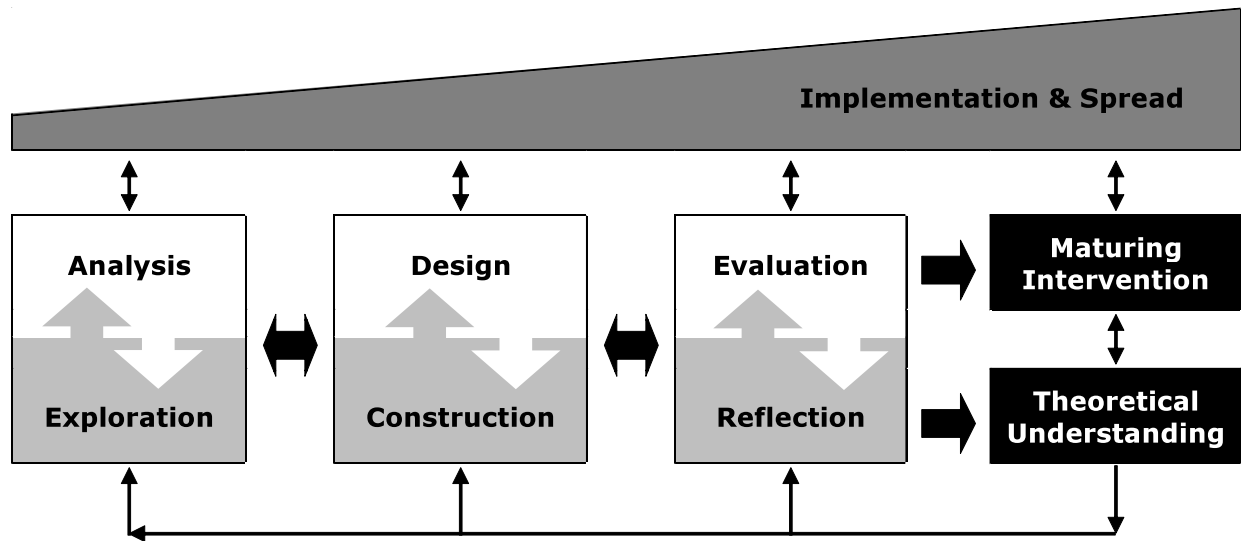 Implementation & Spread
Analysis
Exploration
Design
Construction
Evaluation
Reflection
Maturing
Intervention
Theoretical
Understanding